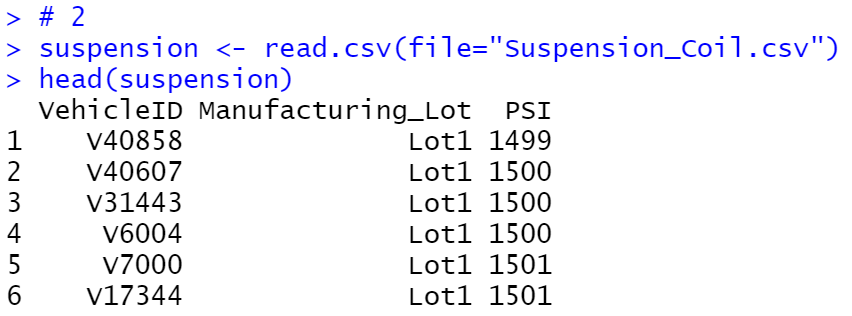 > # 2
> suspension <- read.csv(file="Suspension_Coil.csv")
> head(suspension)
  VehicleID Manufacturing_Lot  PSI
1    V40858              Lot1 1499
2    V40607              Lot1 1500
3    V31443              Lot1 1500
4     V6004              Lot1 1500
5     V7000              Lot1 1501
6    V17344              Lot1 1501